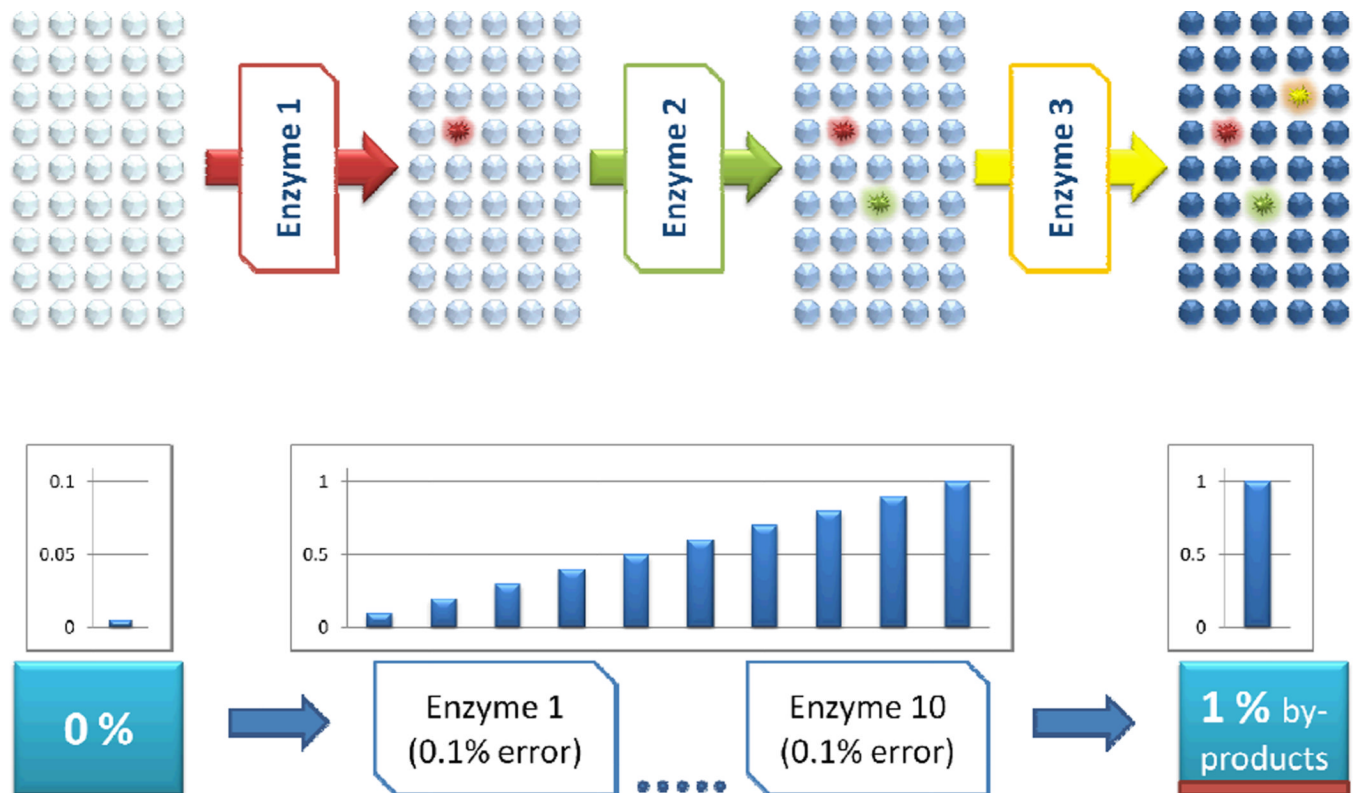 Enzyme 1
Enzyme 2
Enzyme 3
0.1
0.05
0
1
0.5
0
1
0.5
0
0 %
Enzyme 1
(0.1% error)
Enzyme 10
(0.1% error)
1 % by-
products